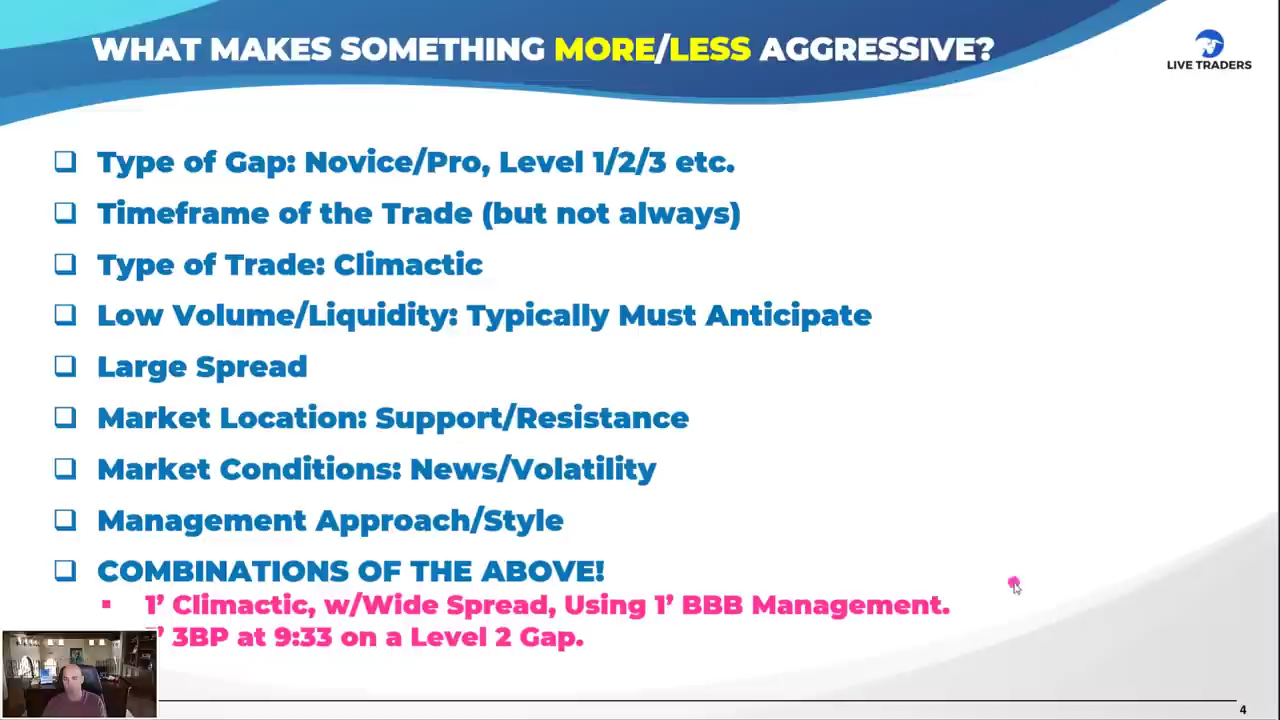 WHAT MAKES SOMETHING MORE/LESS AGGRESSIVE?
LIVE TRADERS
Type of Gap: Novice/Pro, Level 1/2/3 etc.
Timeframe of the Trade (but not always)
Type of Trade: Climactic
Low Volume/Liquidity: Typically Must Anticipate
Large Spread
Market Location: Support/Resistance
Market Conditions: News/Volatility
Management Approach/Style
COMBINATIONS OF THE ABOVE!
1’ Climactic, w/Wide Spread, Using 1’ BBB Management.
3BP at 9:33 on a Level 2 Gap.
4